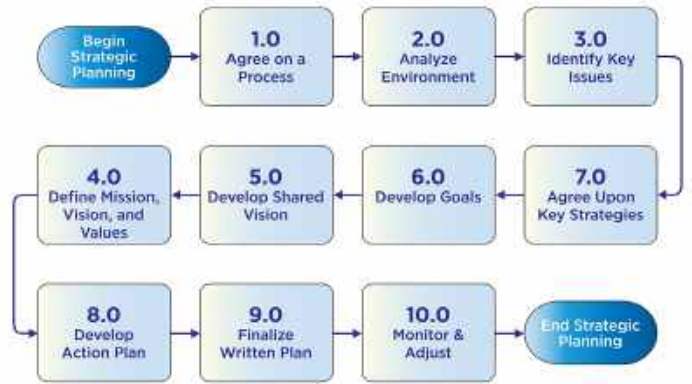 Begin
Strategic
Planning
1.0
Agree on a
Process
2.0
Analyze
Environment
3.0
Identify Key
Issues
4.0
Define Mission,
Vision, and
Values
5.0
Develop Shared
Vision
6.0
Develop Goals
7.0
Agree Upon
Key Strategies
8.0
Develop
Action Plan
9.0
Finalize
Written Plan
10.0
Monitor &
Adjust
End Strategic
Planning